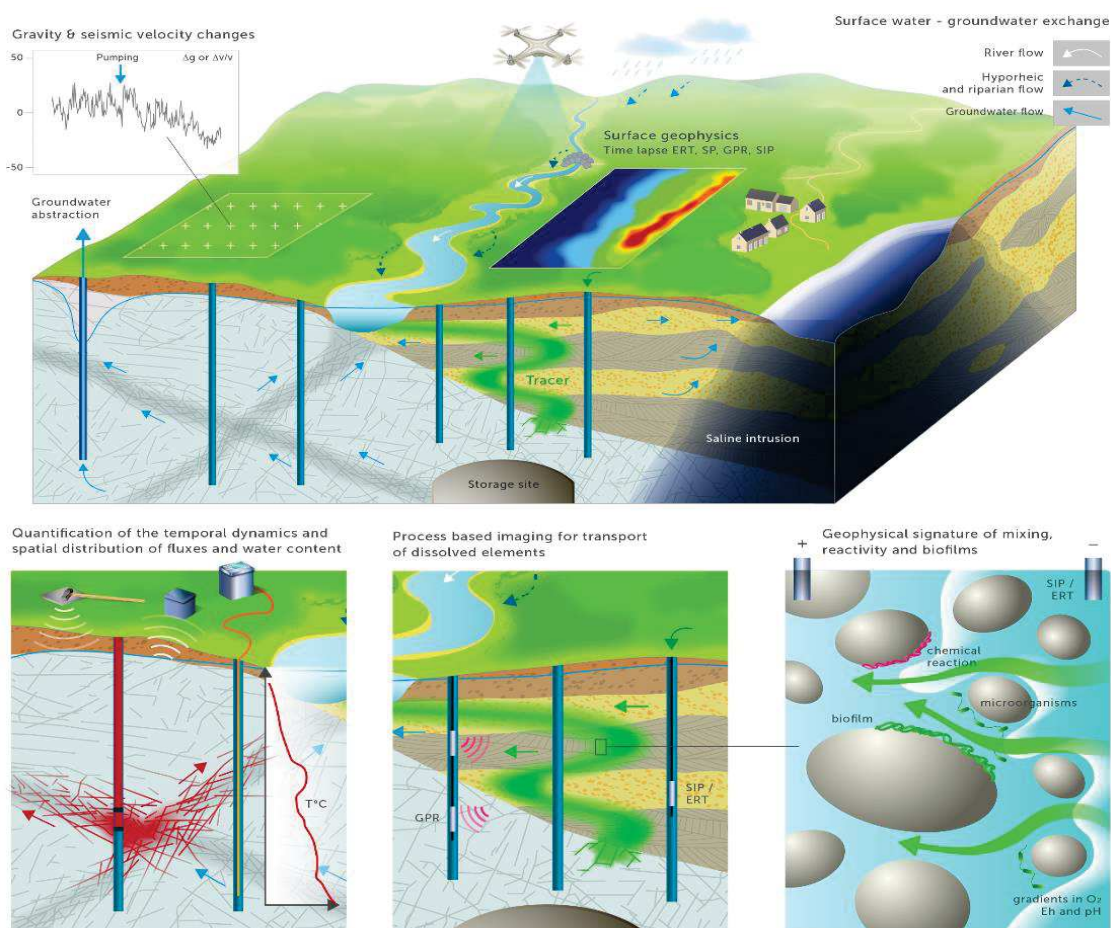 Gravity & seismic velocity changes
50
Pumping
Δg or Δv/v
0
-50
Surface water - groundwater exchange
River flow
Hyporheic
and riparian flow
Groundwater flow
Surface geophysics
Time lapse ERT, SP, GPR, SIP
Groundwater
abstraction
Tracer
Saline intrusion
Storage site
Quantification of the temporal dynamics and
spatial distribution of fluxes and water content
T°C
Process based imaging for transport
of dissolved elements
GPR
SIP /
ERT
Geophysical signature of mixing,
reactivity and biofilms
+
−
SIP /
ERT
chemical
reaction
microorganisms
biofilm
gradients in O₂
Eh and pH